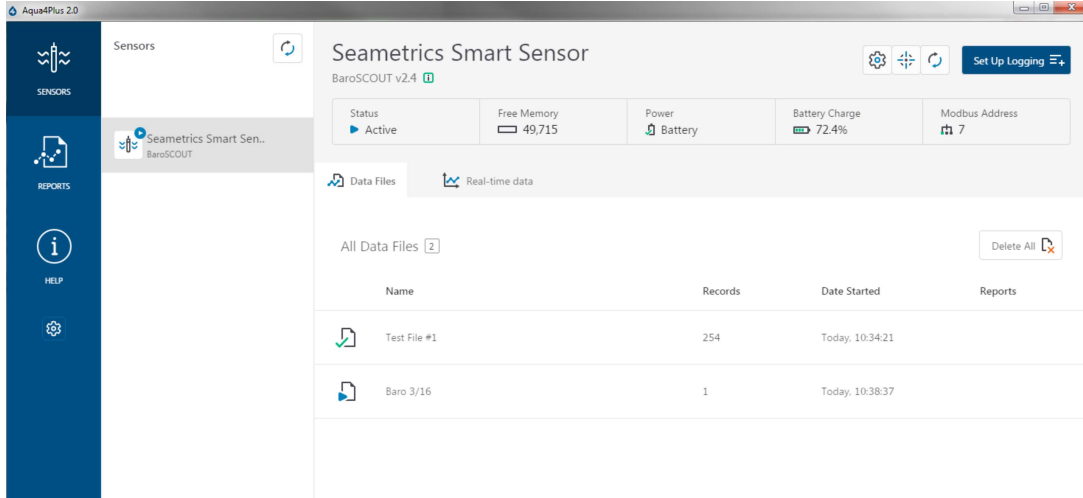 Aqua4Plus 2.0
SENSORS
REPORTS
HELP
Sensors
Seametrics Smart Sen..
BaroSCOUT
Seametrics Smart Sensor
BaroSCOUT v2.4
Set Up Logging
Status Free Memory Power Battery Charge Modbus Address
Active 49,715 Battery 72.4% 7
Data Files Real-time data
All Data Files 2
Delete All
Name Records Date Started Reports
Test File #1 254 Today, 10:34:21
Baro 3/16 1 Today, 10:38:37